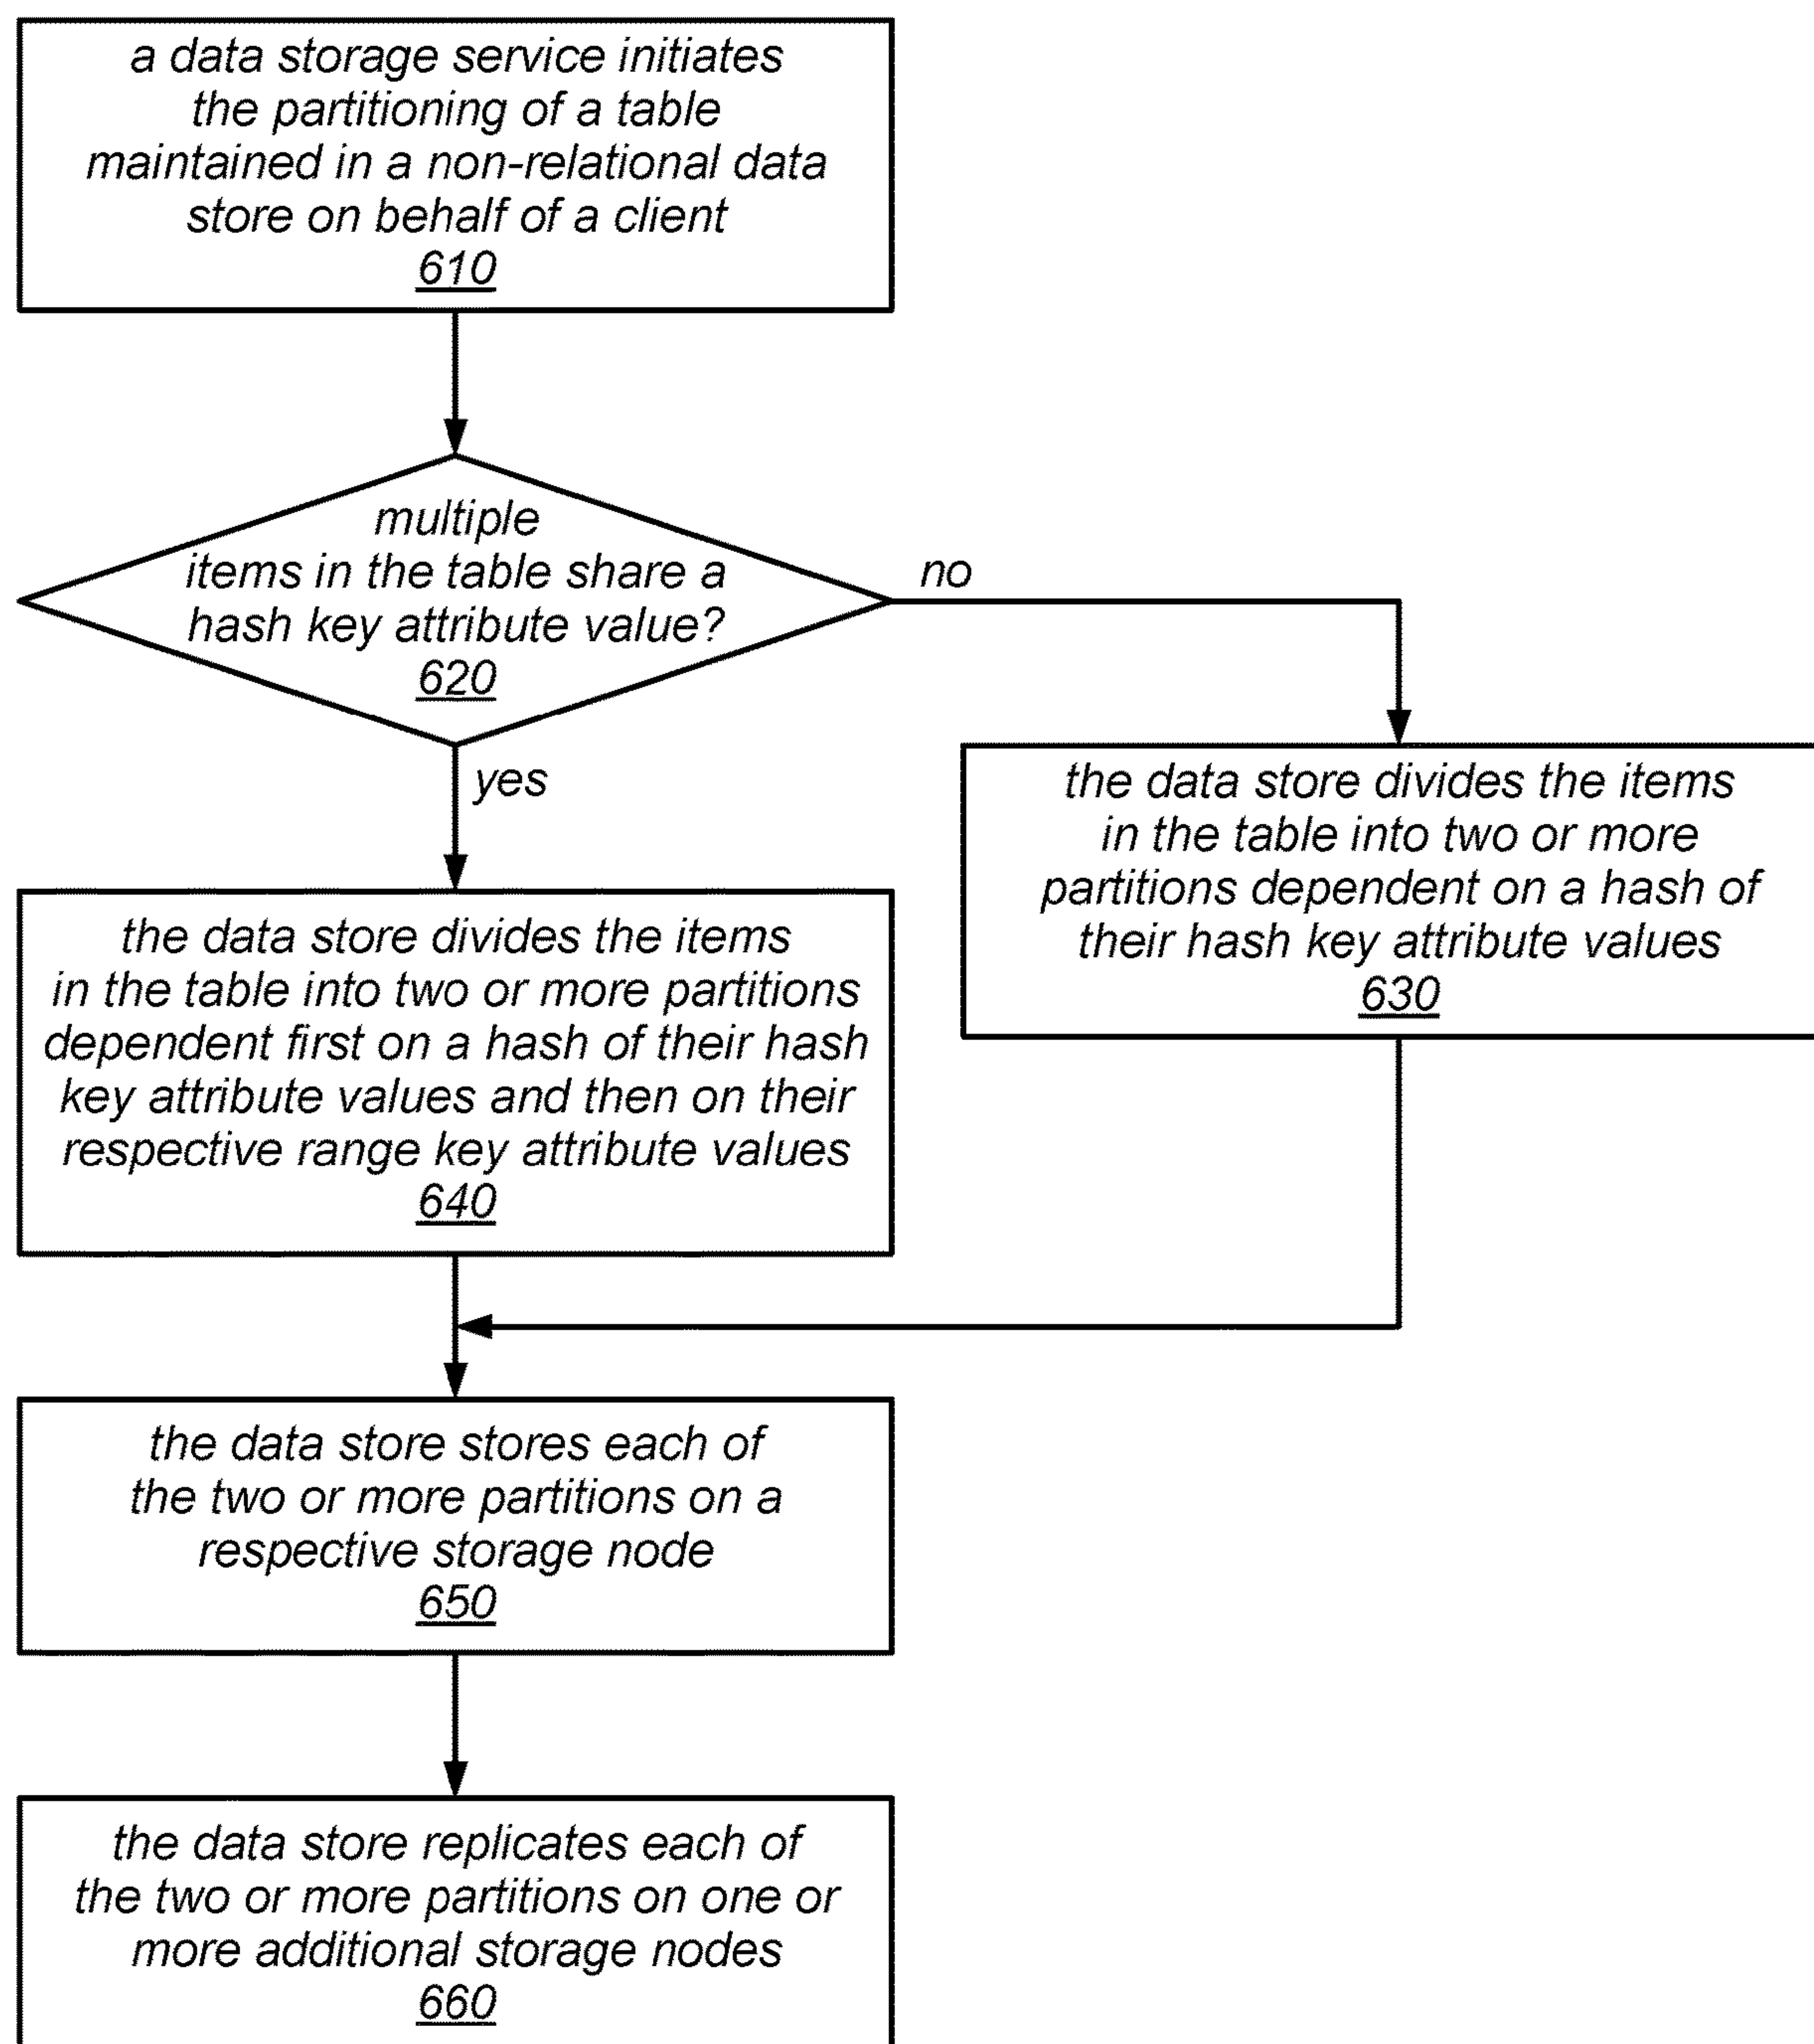 a data storage service initiates
the partitioning of a table
maintained in a non-relational data
store on behalf of a client
610
multiple
items in the table share a
hash key attribute value?
620
no
yes
the data store divides the items
in the table into two or more
partitions dependent on a hash of
their hash key attribute values
630
the data store divides the items
in the table into two or more partitions
dependent first on a hash of their hash
key attribute values and then on their
respective range key attribute values
640
the data store stores each of
the two or more partitions on a
respective storage node
650
the data store replicates each of
the two or more partitions on one or
more additional storage nodes
660